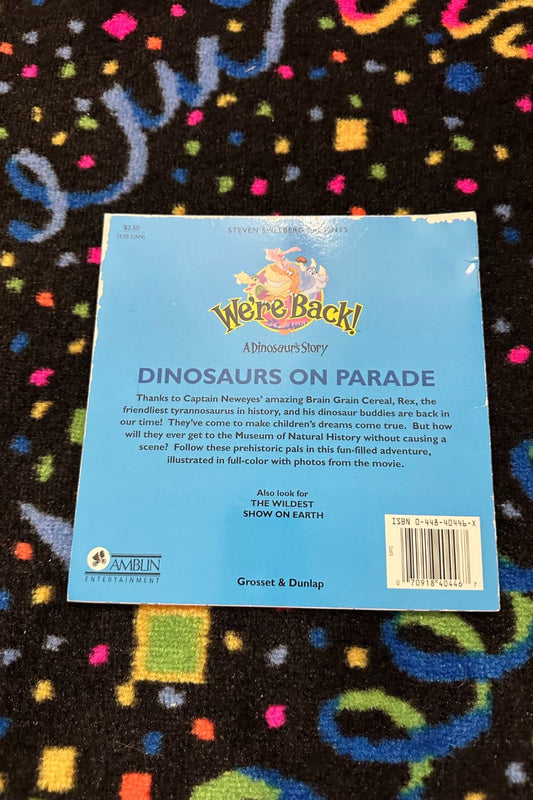 $2.50
(3.25 CAN)
STEVEN SPIELBERG PRESENTS
We're Back!
A Dinosaur's Story
DINOSAURS ON PARADE
Thanks to Captain Neweyes' amazing Brain Grain Cereal, Rex, the
friendliest tyrannosaurus in history, and his dinosaur buddies are back in
our time! They've come to make children's dreams come true. But how
will they ever get to the Museum of Natural History without causing a
scene? Follow these prehistoric pals in this fun-filled adventure,
illustrated in full-color with photos from the movie.
Also look for
THE WILDEST
SHOW ON EARTH
AMBLIN
ENTERTAINMENT
Grosset & Dunlap
ISBN 0-448-40446-X
UPC
0 70918 40446 7